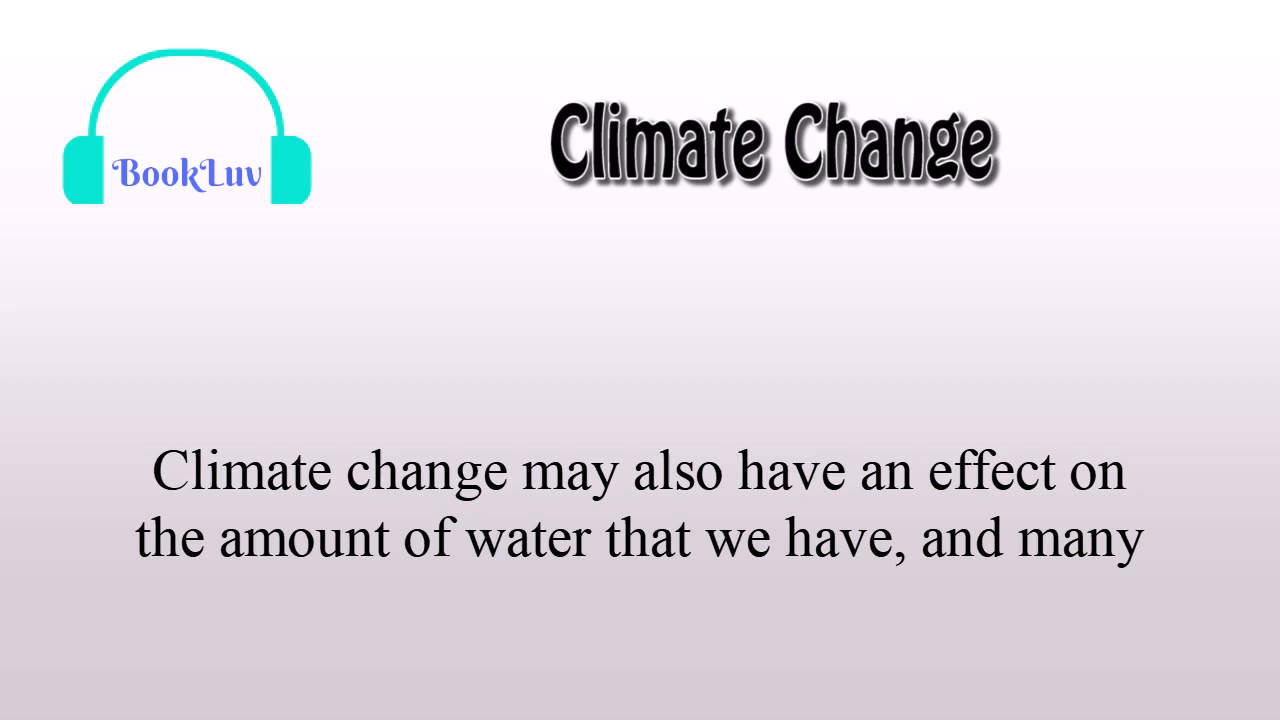 BookLuv
Climate Change
Climate change may also have an effect on
the amount of water that we have, and many